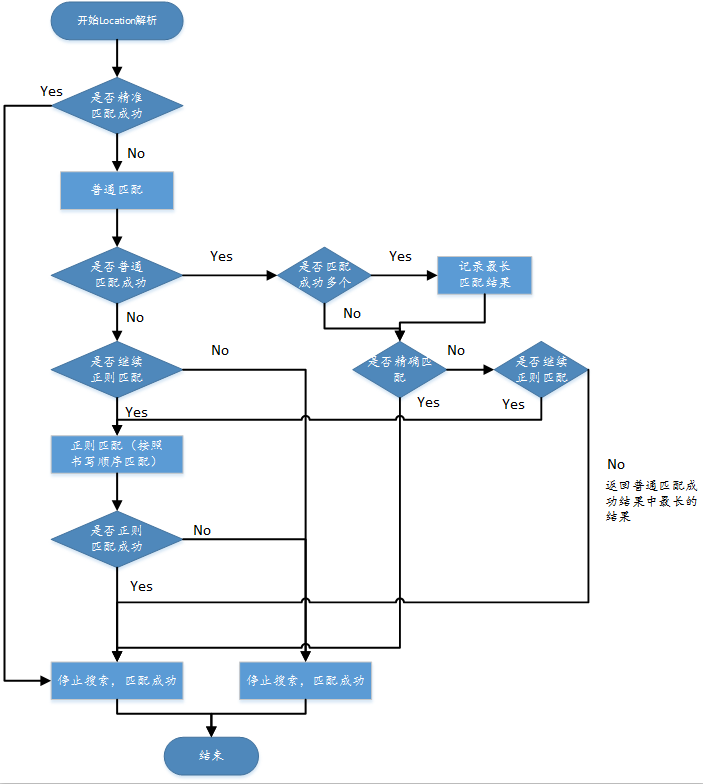 开始Location解析
Yes
是否精准
匹配成功
No
普通匹配
是否普通
匹配成功
Yes
是否匹配
成功多个
Yes
记录最长
匹配结果
No
No
是否继续
正则匹配
No
是否精确匹
配
No
是否继续
正则匹配
Yes
Yes
Yes
正则匹配（按照
书写顺序匹配）
No
返回普通匹配成
功结果中最长的
结果
是否正则
匹配成功
No
Yes
停止搜索，匹配成功
停止搜索，匹配成功
结束